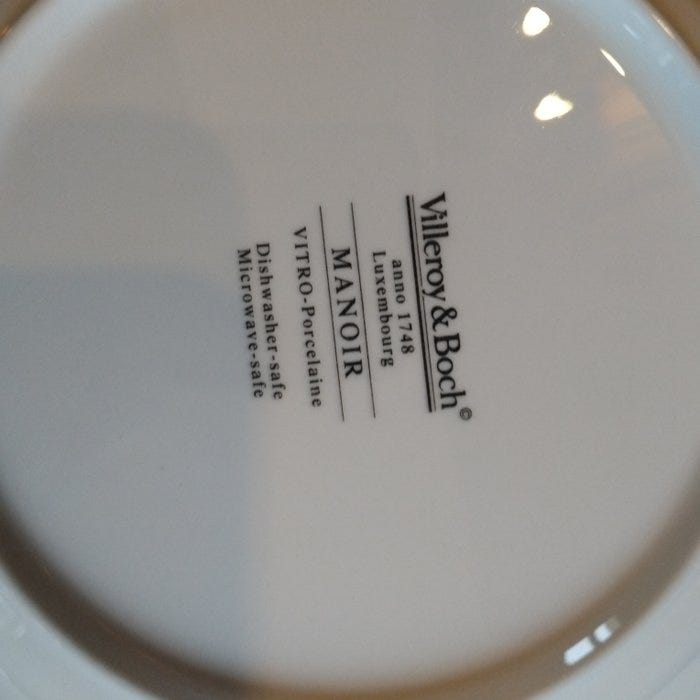 Villeroy & Boch©
anno 1748
Luxembourg
MANOIR
VITRO-Porcelaine
Dishwasher-safe
Microwave-safe